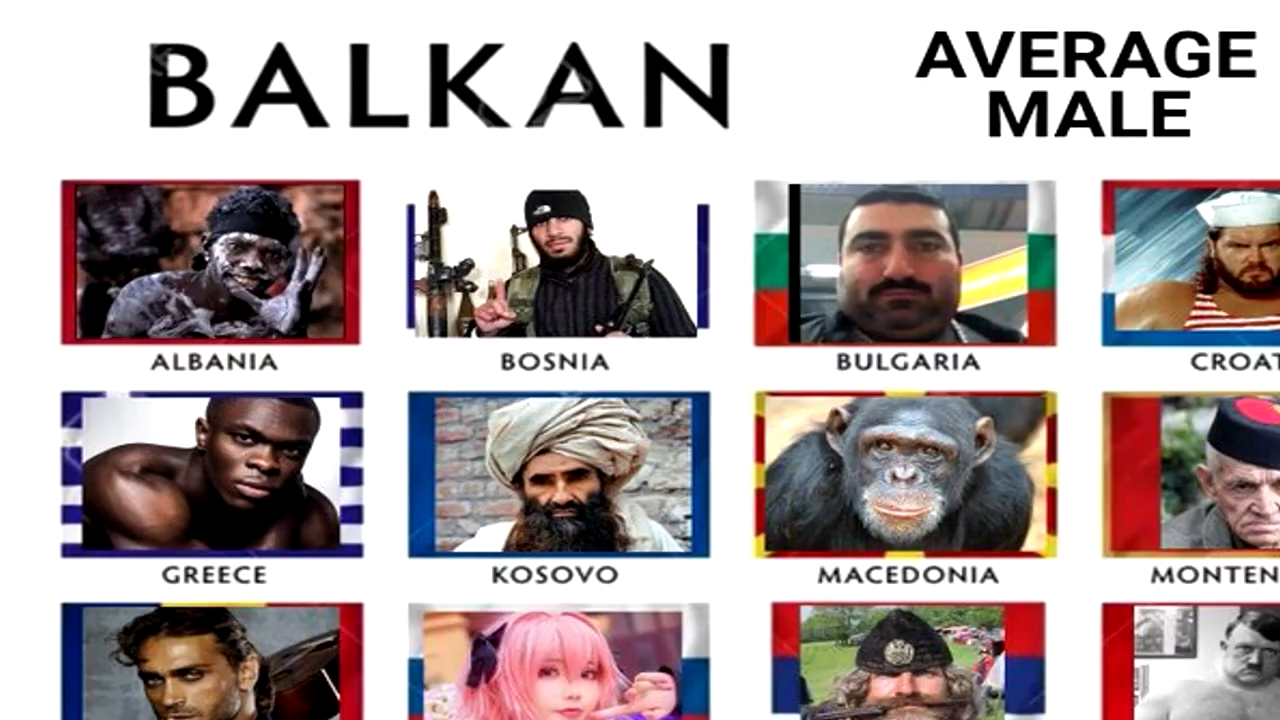 BALKAN
AVERAGE
MALE
ALBANIA
BOSNIA
BULGARIA
CROAT
GREECE
KOSOVO
MACEDONIA
MONTEN